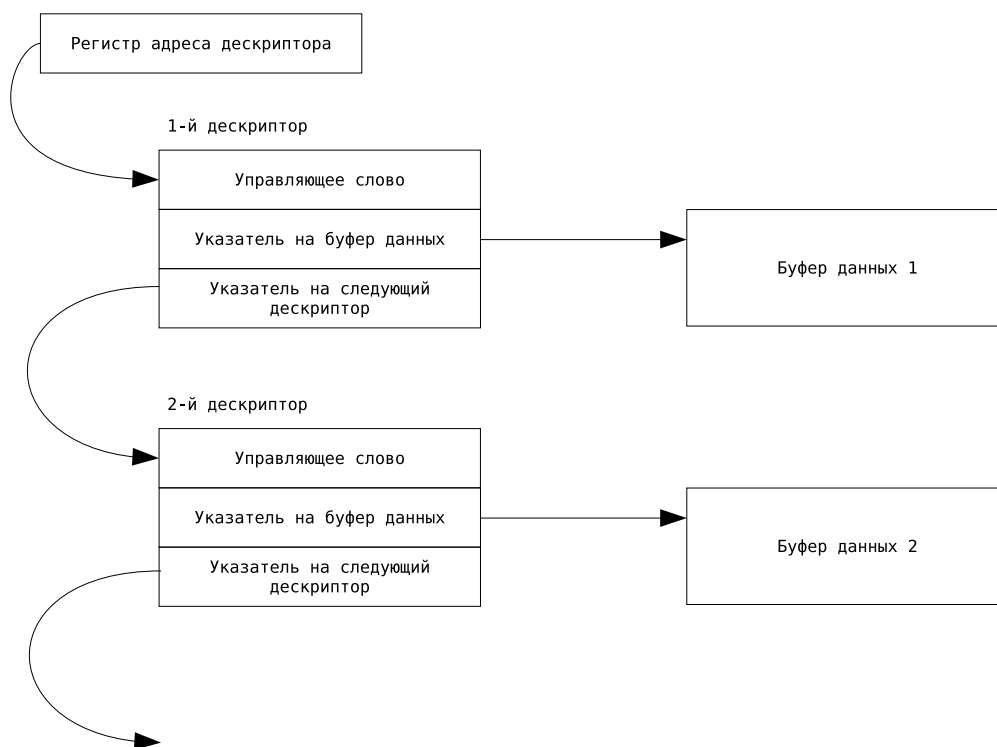 Регистр адреса дескриптора
1-й дескриптор
Управляющее слово
Указатель на буфер данных
Буфер данных 1
Указатель на следующий
дескриптор
2-й дескриптор
Управляющее слово
Указатель на буфер данных
Буфер данных 2
Указатель на следующий
дескриптор